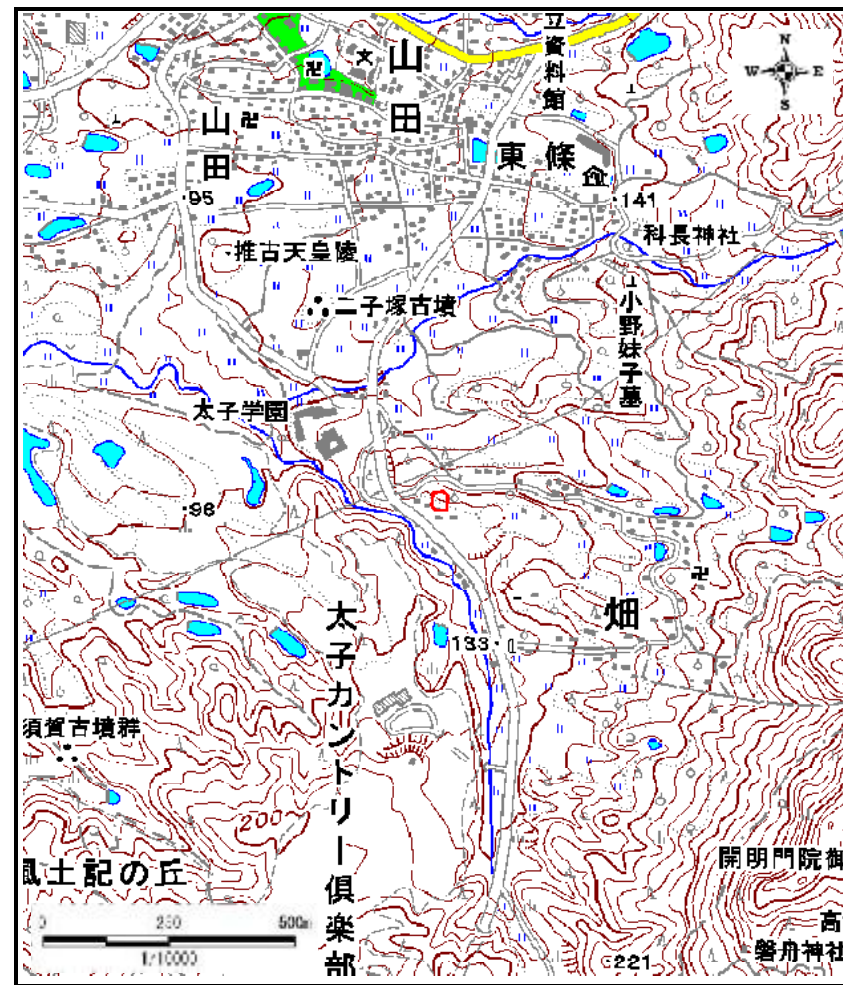 立資料館
N
W E
S
山田
山田
東條
95
141
科長神社
推古天皇陵
二子塚古墳
小野妹子墓
太子学園
96
畑
太子カントリー倶楽部
133
須賀古墳群
200
風土記の丘
開明門院御
高
磐舟神社
221
0 250 500m
1/10000